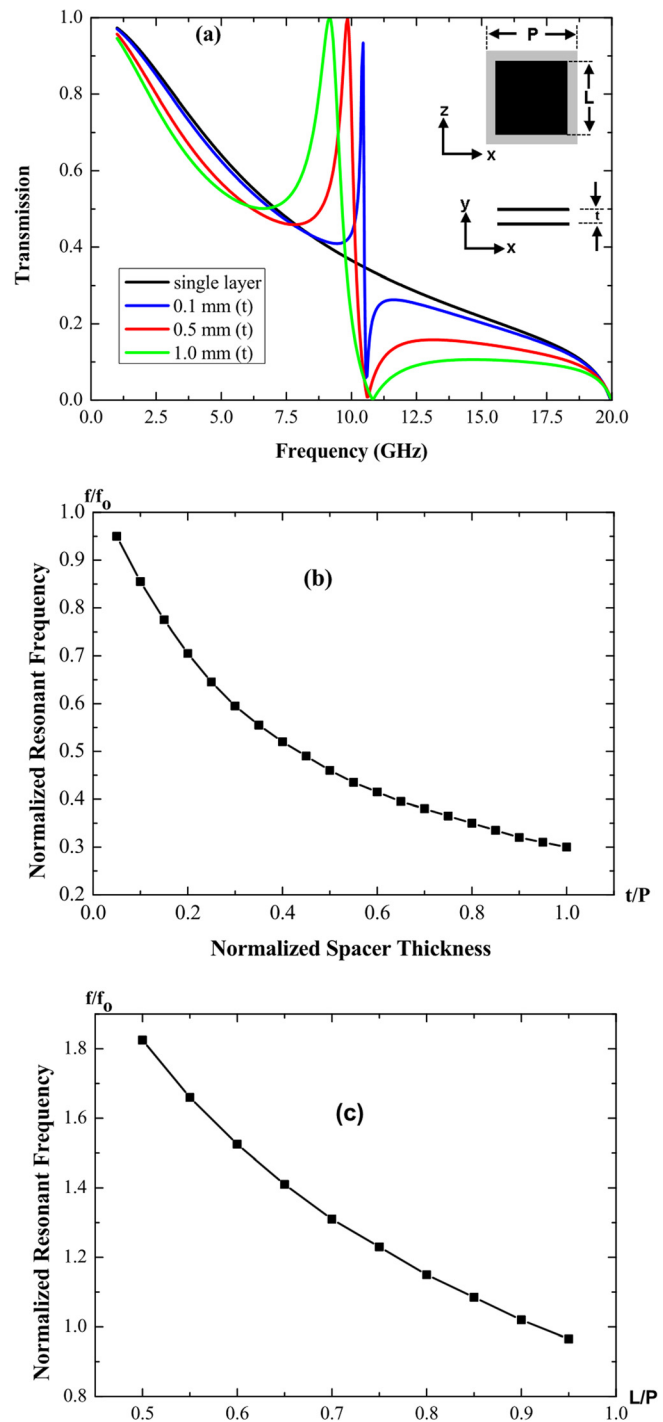 (a)
P
L
z
x
y
t
x
single layer
0.1 mm (t)
0.5 mm (t)
1.0 mm (t)
Transmission
1.0
0.8
0.6
0.4
0.2
0.0
0.0 2.5 5.0 7.5 10.0 12.5 15.0 17.5 20.0
Frequency (GHz)
f/fo
(b)
Normalized Resonant Frequency
1.0
0.9
0.8
0.7
0.6
0.5
0.4
0.3
0.2
0.0 0.2 0.4 0.6 0.8 1.0
t/P
Normalized Spacer Thickness
f/fo
(c)
Normalized Resonant Frequency
1.8
1.6
1.4
1.2
1.0
0.8
0.5 0.6 0.7 0.8 0.9 1.0
L/P